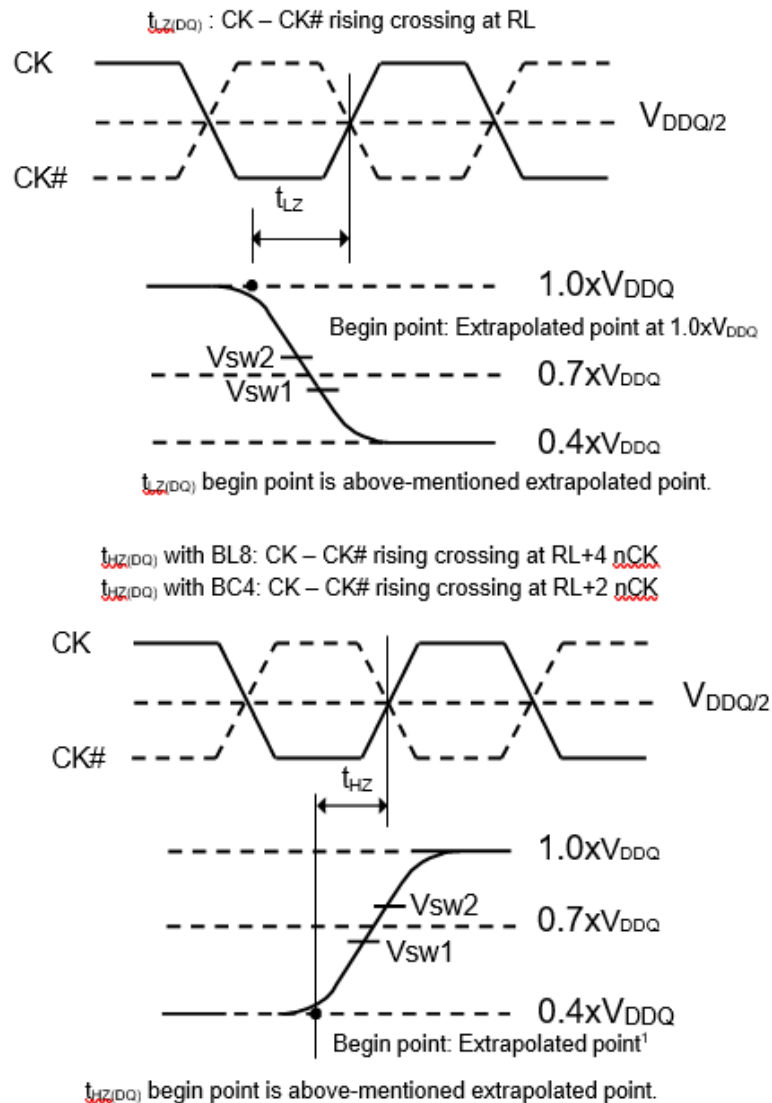 tLZ(DQ) : CK – CK# rising crossing at RL
CK
VDDQ/2
CK#
tLZ
1.0xVDDQ
Begin point: Extrapolated point at 1.0xVDDQ
Vsw2
0.7xVDDQ
Vsw1
0.4xVDDQ
tLZ(DQ) begin point is above-mentioned extrapolated point.
tHZ(DQ) with BL8: CK – CK# rising crossing at RL+4 nCK
tHZ(DQ) with BC4: CK – CK# rising crossing at RL+2 nCK
CK
VDDQ/2
CK#
tHZ
1.0xVDDQ
Vsw2
0.7xVDDQ
Vsw1
0.4xVDDQ
Begin point: Extrapolated point¹
tHZ(DQ) begin point is above-mentioned extrapolated point.